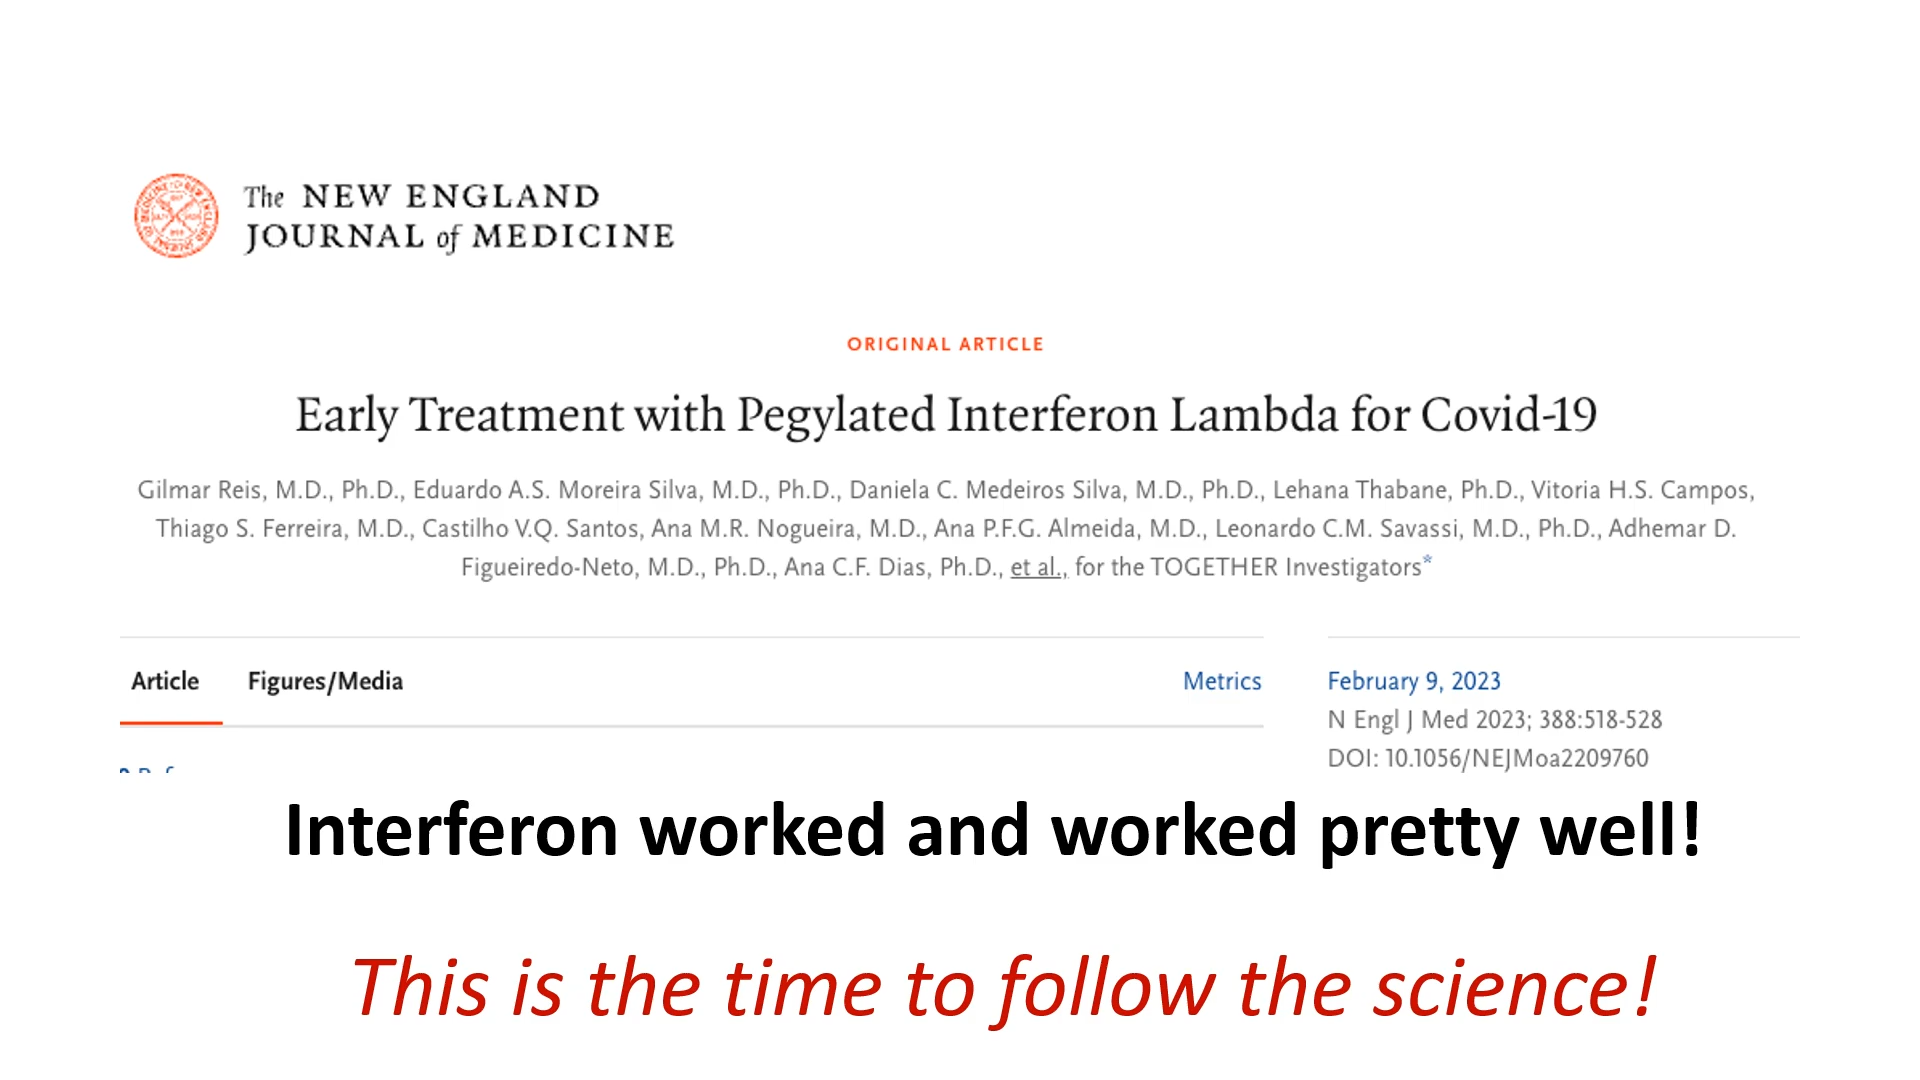 The NEW ENGLAND
JOURNAL of MEDICINE
ORIGINAL ARTICLE
Early Treatment with Pegylated Interferon Lambda for Covid-19
Gilmar Reis, M.D., Ph.D., Eduardo A.S. Moreira Silva, M.D., Ph.D., Daniela C. Medeiros Silva, M.D., Ph.D., Lehana Thabane, Ph.D., Vitoria H.S. Campos,
Thiago S. Ferreira, M.D., Castilho V.Q. Santos, Ana M.R. Nogueira, M.D., Ana P.F.G. Almeida, M.D., Leonardo C.M. Savassi, M.D., Ph.D., Adhemar D.
Figueiredo-Neto, M.D., Ph.D., Ana C.F. Dias, Ph.D., et al., for the TOGETHER Investigators*
Article Figures/Media Metrics
February 9, 2023
N Engl J Med 2023; 388:518-528
DOI: 10.1056/NEJMoa2209760
Interferon worked and worked pretty well!
This is the time to follow the science!